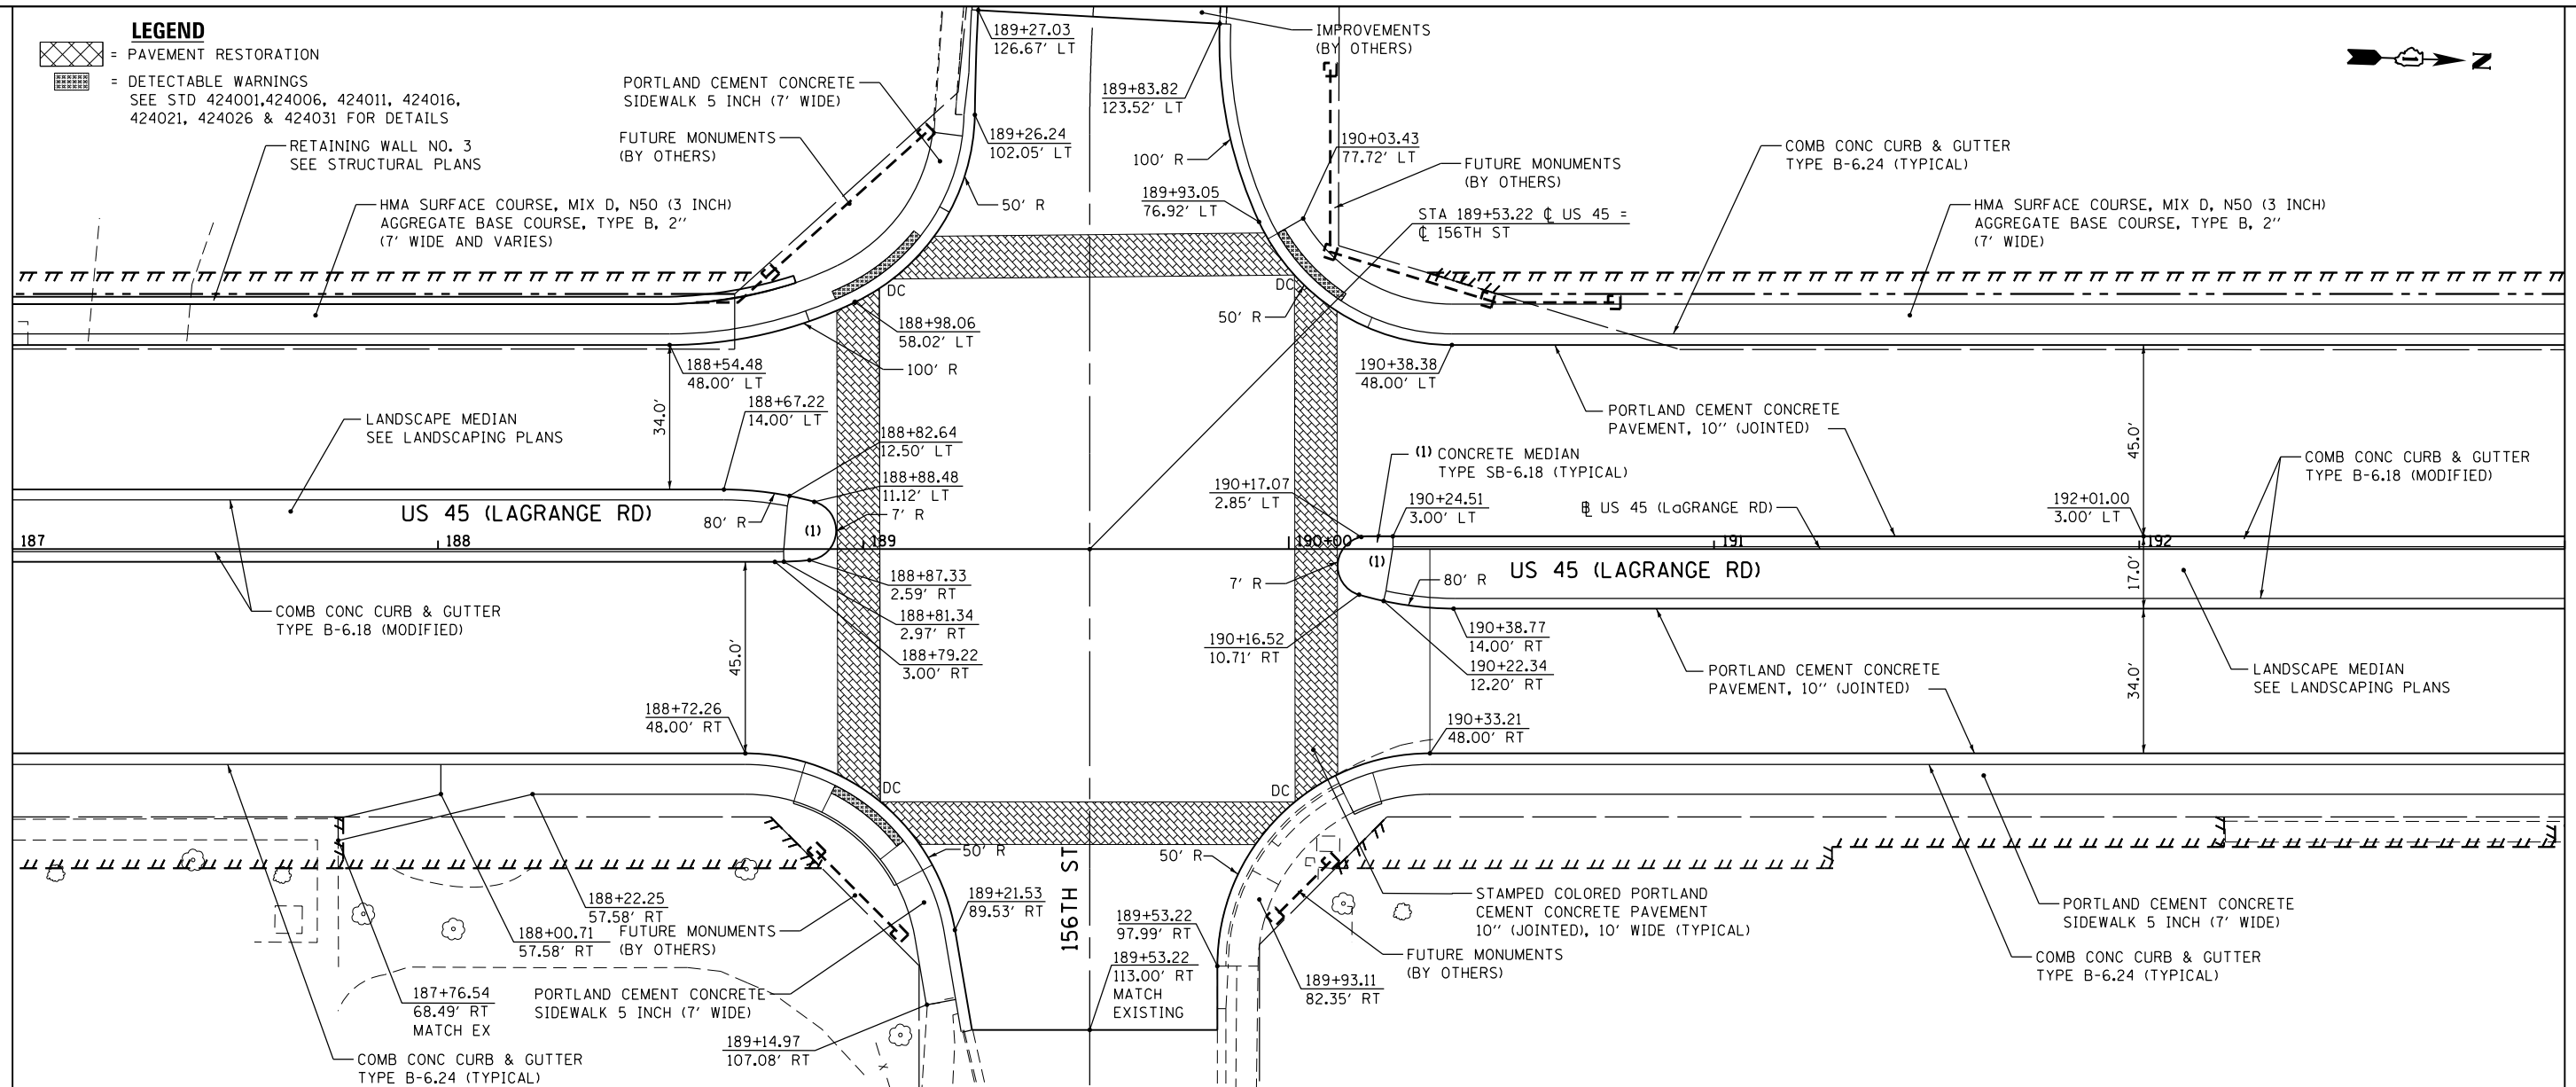 LEGEND
= PAVEMENT RESTORATION
= DETECTABLE WARNINGS
SEE STD 424001,424006, 424011, 424016,
424021, 424026 & 424031 FOR DETAILS
RETAINING WALL NO. 3
SEE STRUCTURAL PLANS
HMA SURFACE COURSE, MIX D, N50 (3 INCH)
AGGREGATE BASE COURSE, TYPE B, 2''
(7' WIDE AND VARIES)
PORTLAND CEMENT CONCRETE
SIDEWALK 5 INCH (7' WIDE)
FUTURE MONUMENTS
(BY OTHERS)
189+27.03
126.67' LT
189+26.24
102.05' LT
50' R
189+83.82
123.52' LT
100' R
189+93.05
76.92' LT
IMPROVEMENTS
(BY OTHERS)
190+03.43
77.72' LT
FUTURE MONUMENTS
(BY OTHERS)
STA 189+53.22 ℄ US 45 =
℄ 156TH ST
COMB CONC CURB & GUTTER
TYPE B-6.24 (TYPICAL)
HMA SURFACE COURSE, MIX D, N50 (3 INCH)
AGGREGATE BASE COURSE, TYPE B, 2''
(7' WIDE)
1
N
DC
DC
188+98.06
58.02' LT
100' R
50' R
188+54.48
48.00' LT
34.0'
188+67.22
14.00' LT
188+82.64
12.50' LT
188+88.48
11.12' LT
7' R
80' R
(1)
LANDSCAPE MEDIAN
SEE LANDSCAPING PLANS
US 45 (LAGRANGE RD)
187
188
189
190+00
191
192
190+38.38
48.00' LT
PORTLAND CEMENT CONCRETE
PAVEMENT, 10'' (JOINTED)
(1) CONCRETE MEDIAN
TYPE SB-6.18 (TYPICAL)
190+17.07
2.85' LT
190+24.51
3.00' LT
℔ US 45 (LaGRANGE RD)
192+01.00
3.00' LT
45.0'
COMB CONC CURB & GUTTER
TYPE B-6.18 (MODIFIED)
17.0'
34.0'
(1)
US 45 (LAGRANGE RD)
7' R
80' R
188+87.33
2.59' RT
188+81.34
2.97' RT
188+79.22
3.00' RT
COMB CONC CURB & GUTTER
TYPE B-6.18 (MODIFIED)
45.0'
188+72.26
48.00' RT
190+16.52
10.71' RT
190+38.77
14.00' RT
190+22.34
12.20' RT
190+33.21
48.00' RT
PORTLAND CEMENT CONCRETE
PAVEMENT, 10'' (JOINTED)
LANDSCAPE MEDIAN
SEE LANDSCAPING PLANS
DC
DC
50' R
50' R
156TH ST
188+22.25
57.58' RT
188+00.71
57.58' RT
FUTURE MONUMENTS
(BY OTHERS)
189+21.53
89.53' RT
189+53.22
97.99' RT
189+53.22
113.00' RT
MATCH
EXISTING
187+76.54
68.49' RT
MATCH EX
PORTLAND CEMENT CONCRETE
SIDEWALK 5 INCH (7' WIDE)
189+14.97
107.08' RT
COMB CONC CURB & GUTTER
TYPE B-6.24 (TYPICAL)
STAMPED COLORED PORTLAND
CEMENT CONCRETE PAVEMENT
10'' (JOINTED), 10' WIDE (TYPICAL)
FUTURE MONUMENTS
(BY OTHERS)
189+93.11
82.35' RT
PORTLAND CEMENT CONCRETE
SIDEWALK 5 INCH (7' WIDE)
COMB CONC CURB & GUTTER
TYPE B-6.24 (TYPICAL)